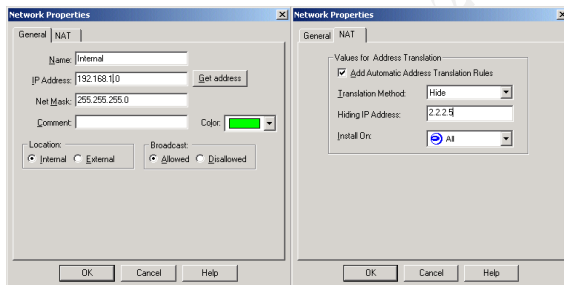 Network Properties
General NAT
Name: Internal
IP Address: 192.168.1.0 Get address
Net Mask: 255.255.255.0
Comment: Color:
Location: Broadcast:
Internal External Allowed Disallowed
OK Cancel Help
Network Properties
General NAT
Values for Address Translation
Add Automatic Address Translation Rules
Translation Method: Hide
Hiding IP Address: 2.2.2.5
Install On: All
OK Cancel Help